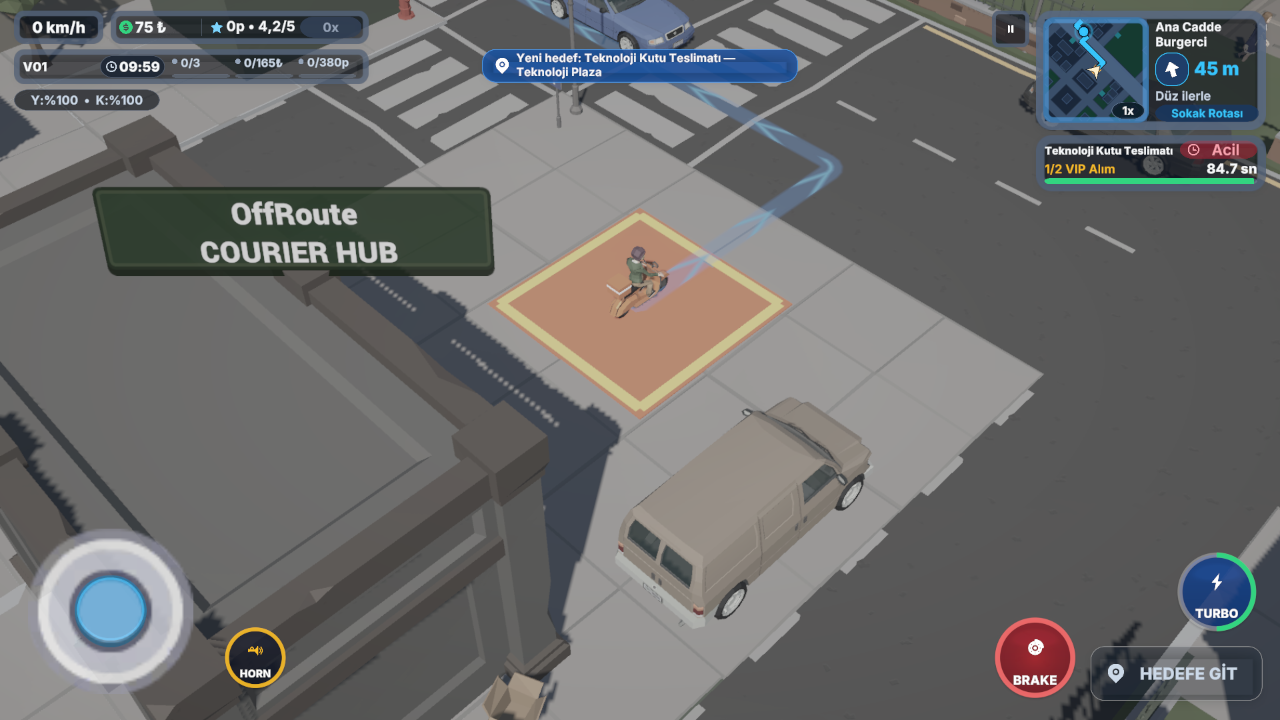 0 km/h
75 ₺
0p • 4,2/5
0x
V01
09:59
0/3
0/165₺
0/380p
Y:%100 • K:%100
Yeni hedef: Teknoloji Kutu Teslimatı —
Teknoloji Plaza
Ana Cadde
Burgerci
45 m
1x
Düz ilerle
Sokak Rotası
Teknoloji Kutu Teslimatı
Acil
1/2 VIP Alım
84.7 sn
OffRoute
COURIER HUB
HORN
TURBO
BRAKE
HEDEFE GİT